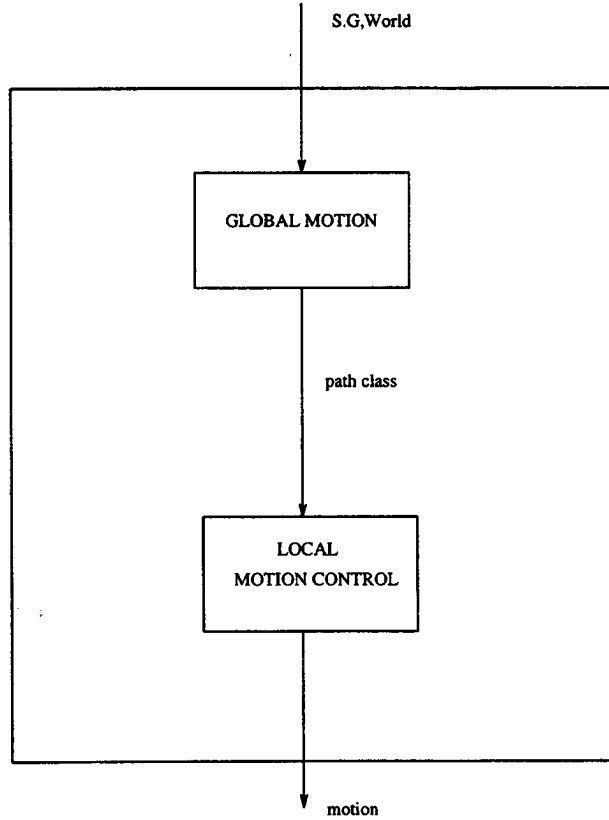 S.G,World
GLOBAL MOTION
path class
LOCAL
MOTION CONTROL
motion